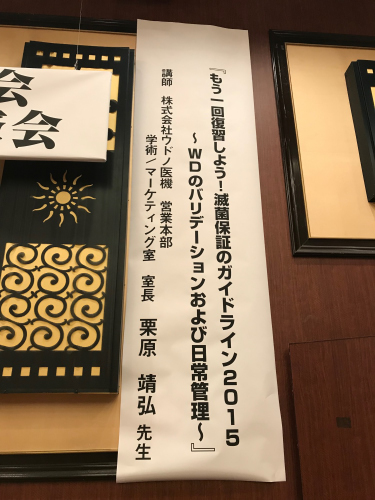 『もう一回復習しよう！滅菌保証のガイドライン2015
～WDのバリデーションおよび日常管理～』
講師 株式会社ウドノ医機 営業本部
学術/マーケティング室 室長 栗原 靖弘 先生
会
会